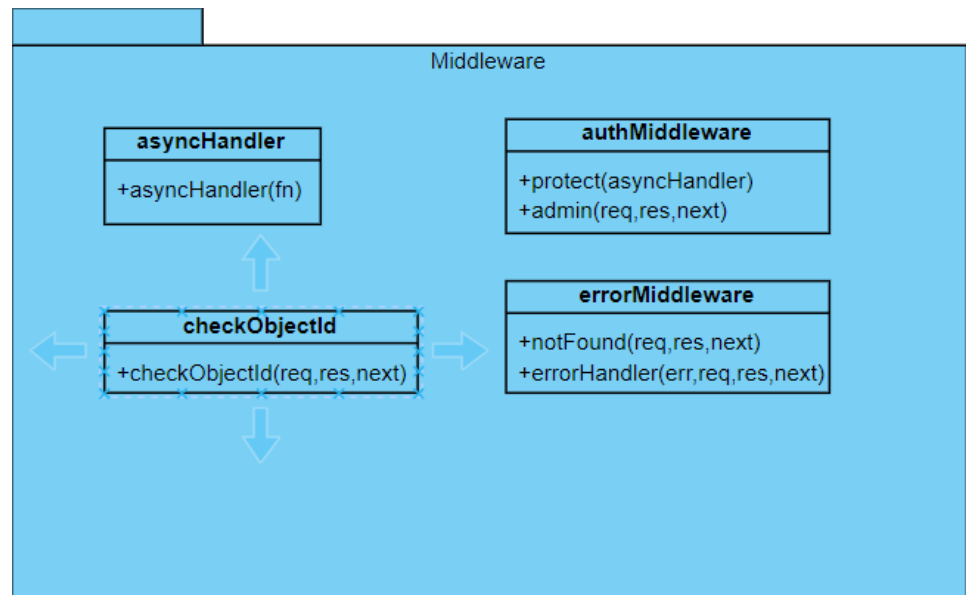 Middleware
asyncHandler
+asyncHandler(fn)
authMiddleware
+protect(asyncHandler)
+admin(req,res,next)
checkObjectId
+checkObjectId(req,res,next)
errorMiddleware
+notFound(req,res,next)
+errorHandler(err,req,res,next)